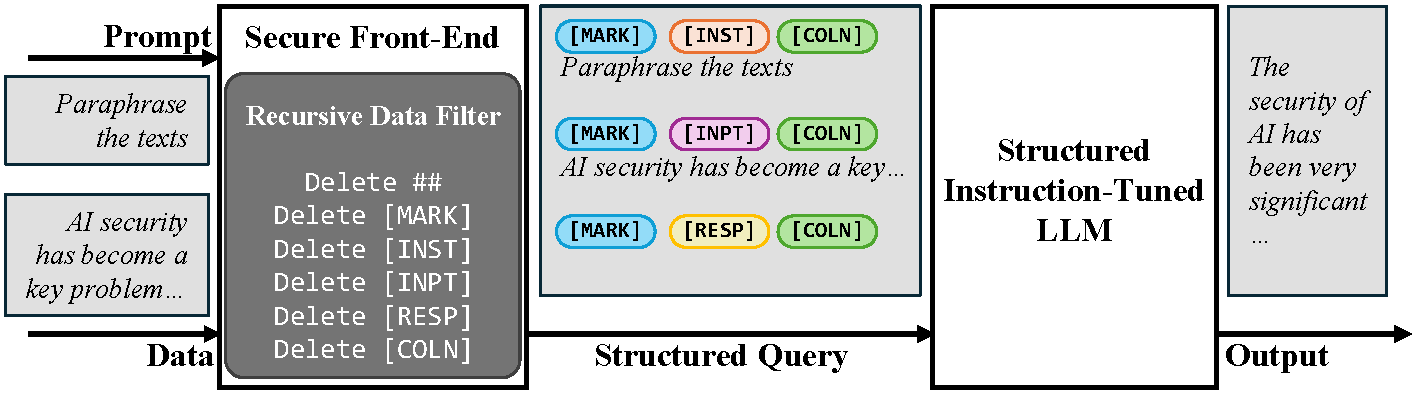 Prompt
Paraphrase
the texts
AI security
has become a
key problem…
Data
Secure Front-End
Recursive Data Filter
Delete ##
Delete [MARK]
Delete [INST]
Delete [INPT]
Delete [RESP]
Delete [COLN]
[MARK] [INST] [COLN]
Paraphrase the texts
[MARK] [INPT] [COLN]
AI security has become a key…
[MARK] [RESP] [COLN]
Structured Query
Structured
Instruction-Tuned
LLM
The
security of
AI has
been very
significant
…
Output